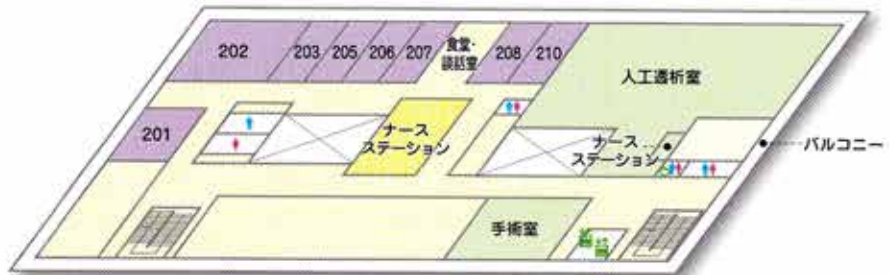 202
203
205
206
207
食堂・
談話室
208
210
人工透析室
201
ナース
ステーション
ナース
ステーション
バルコニー
手術室